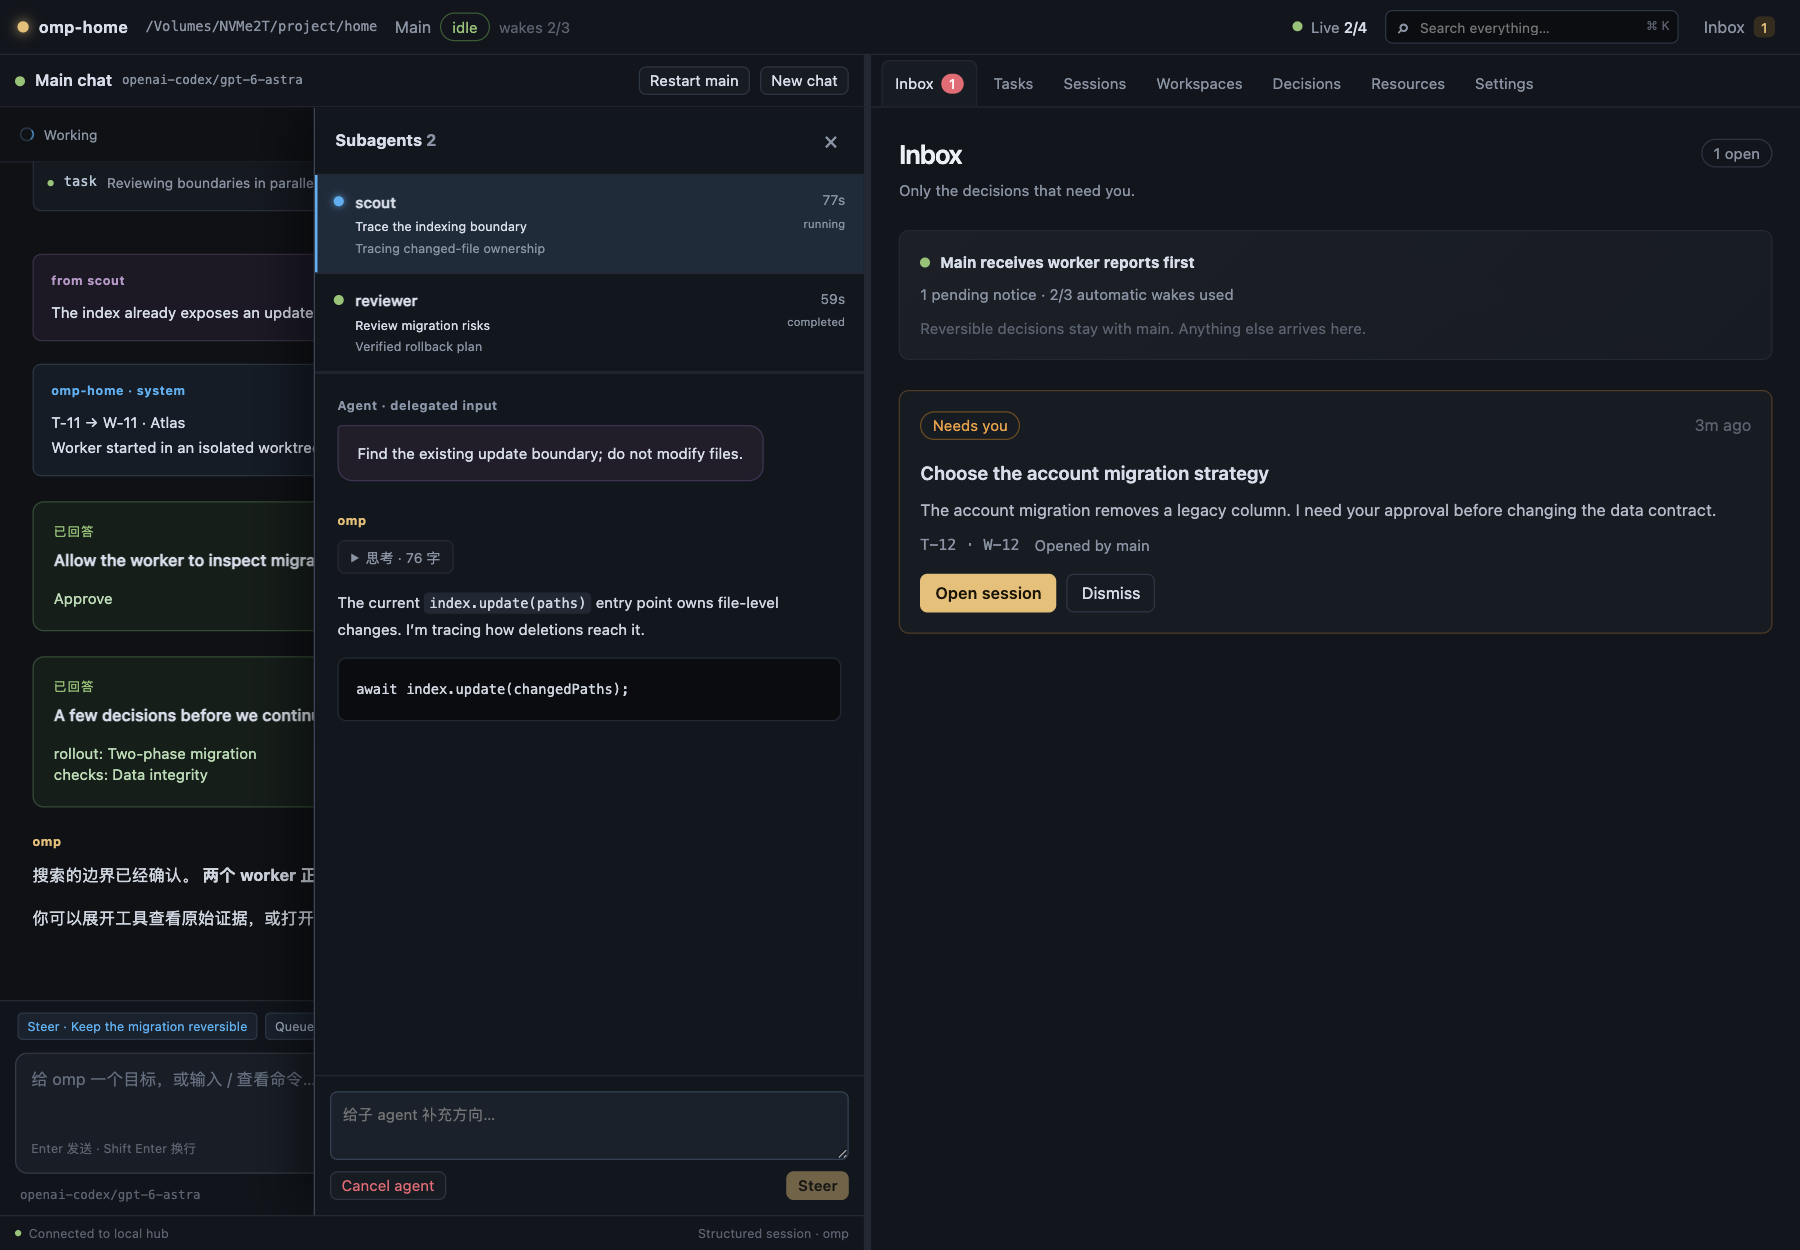 omp-home /Volumes/NVMe2T/project/home Main idle wakes 2/3
Live 2/4
Search everything... ⌘ K
Inbox 1
Main chat openai-codex/gpt-6-astra
Restart main
New chat
Working
task Reviewing boundaries in paralle
from scout
The index already exposes an update
omp-home · system
T-11 → W-11 · Atlas
Worker started in an isolated worktre
已回答
Allow the worker to inspect migra
Approve
已回答
A few decisions before we continu
rollout: Two-phase migration
checks: Data integrity
omp
搜索的边界已经确认。 两个 worker 正
你可以展开工具查看原始证据，或打开
Steer · Keep the migration reversible
Queue
给 omp 一个目标，或输入 / 查看命令...
Enter 发送 · Shift Enter 换行
openai-codex/gpt-6-astra
Connected to local hub
Structured session · omp
Subagents 2
×
scout 77s
Trace the indexing boundary running
Tracing changed-file ownership
reviewer 59s
Review migration risks completed
Verified rollback plan
Agent · delegated input
Find the existing update boundary; do not modify files.
omp
▶ 思考 · 76 字
The current index.update(paths) entry point owns file-level
changes. I’m tracing how deletions reach it.
await index.update(changedPaths);
给子 agent 补充方向...
Cancel agent
Steer
Inbox 1 Tasks Sessions Workspaces Decisions Resources Settings
Inbox
1 open
Only the decisions that need you.
Main receives worker reports first
1 pending notice · 2/3 automatic wakes used
Reversible decisions stay with main. Anything else arrives here.
Needs you
3m ago
Choose the account migration strategy
The account migration removes a legacy column. I need your approval before changing the data contract.
T-12 · W-12 Opened by main
Open session
Dismiss